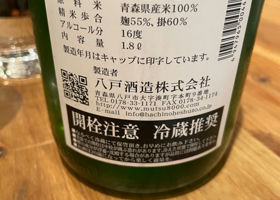 原料米 青森県産米100%
精米歩合 麹55%、掛60%
アルコール分 16度
容量 1.8ℓ
製造年月はキャップに印字しています。
製造者
八戸酒造株式会社
青森県八戸市大字湊町字本町9番地
TEL 0178-33-1171 FAX 0178-34-1174
http://www.mutsu8000.com
E-mail info@hachinoheshuzo.co.jp
開栓注意 冷蔵推奨